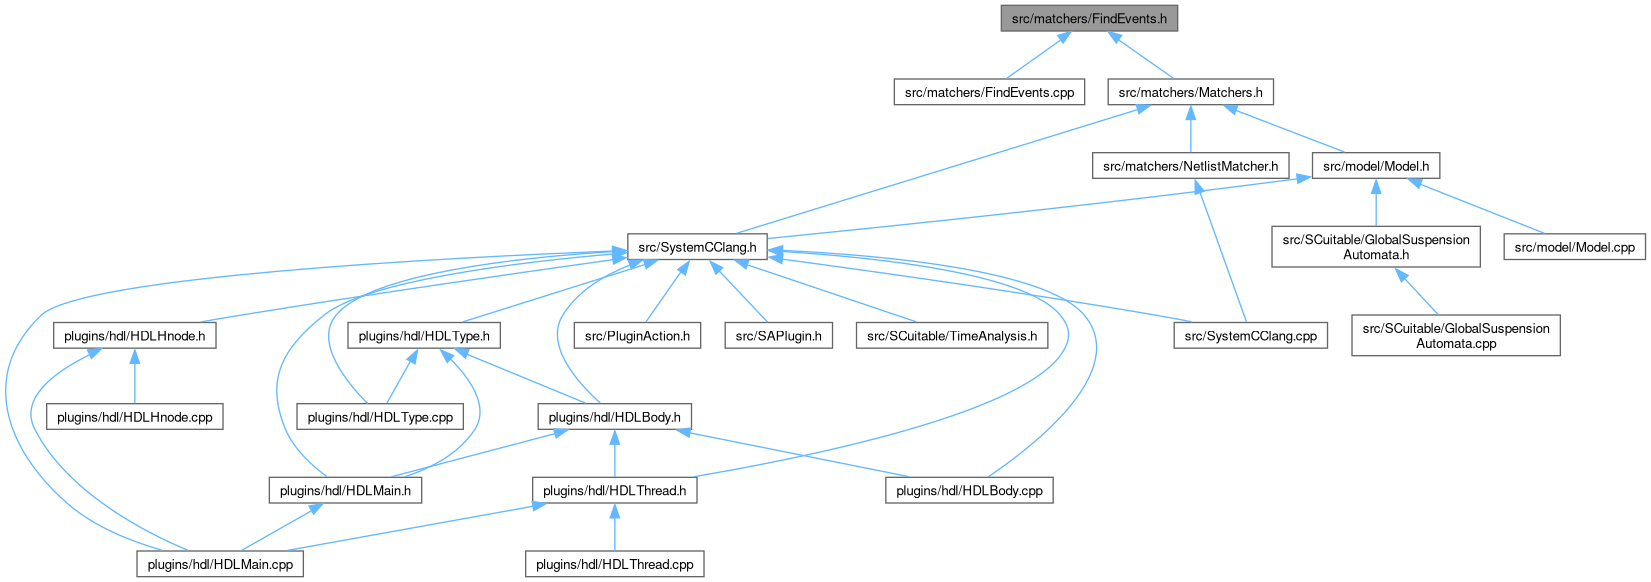 src/matchers/FindEvents.h
src/matchers/FindEvents.cpp
src/matchers/Matchers.h
src/matchers/NetlistMatcher.h
src/model/Model.h
src/SystemCClang.h
src/SCuitable/GlobalSuspension
Automata.h
src/model/Model.cpp
plugins/hdl/HDLHnode.h
plugins/hdl/HDLType.h
src/PluginAction.h
src/SAPlugin.h
src/SCuitable/TimeAnalysis.h
src/SystemCClang.cpp
src/SCuitable/GlobalSuspension
Automata.cpp
plugins/hdl/HDLHnode.cpp
plugins/hdl/HDLType.cpp
plugins/hdl/HDLBody.h
plugins/hdl/HDLMain.h
plugins/hdl/HDLThread.h
plugins/hdl/HDLBody.cpp
plugins/hdl/HDLMain.cpp
plugins/hdl/HDLThread.cpp